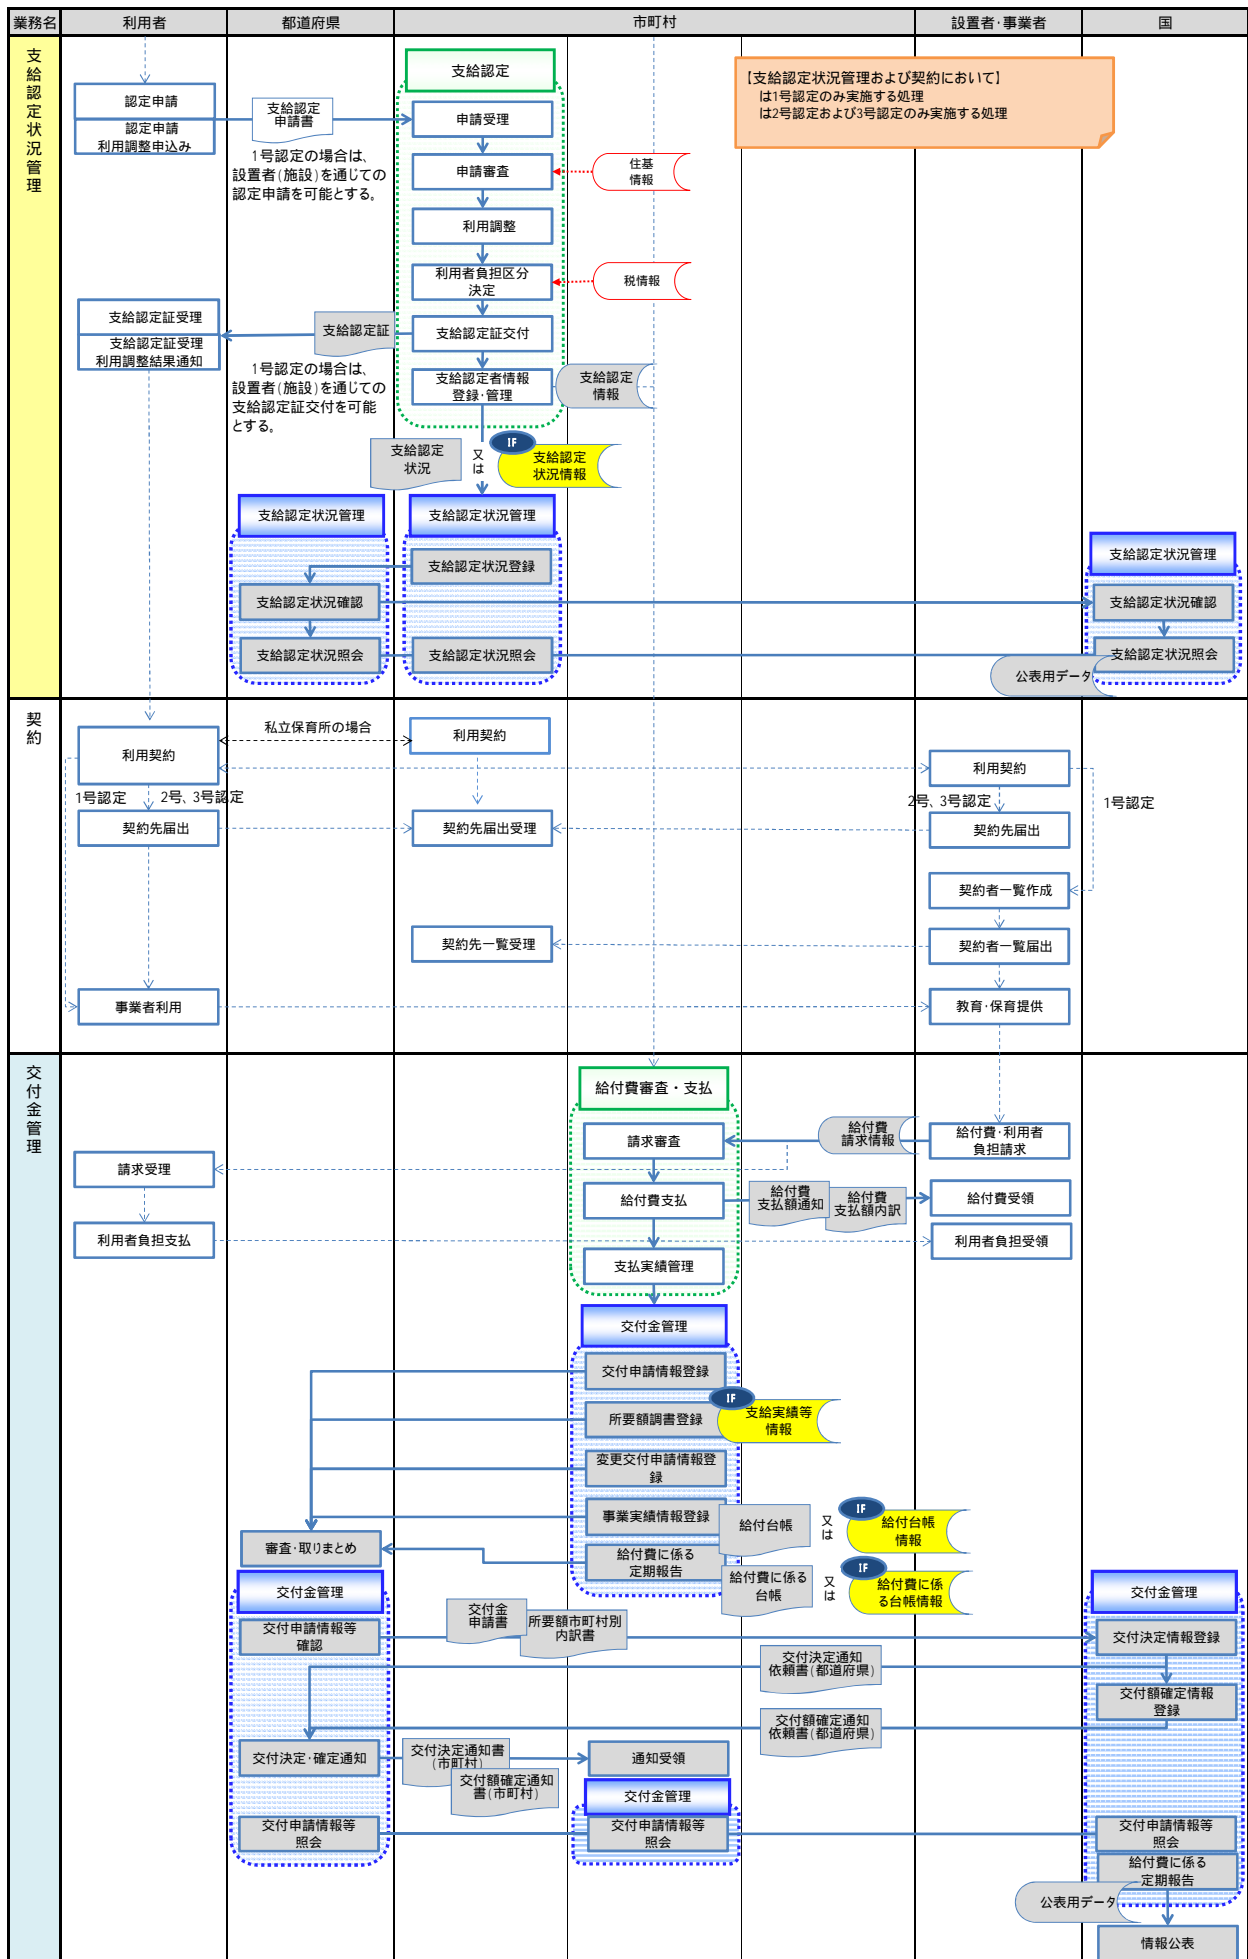 業務名
利用者
都道府県
市町村
設置者･事業者
国
支給認定状況管理
認定申請
認定申請
利用調整申込み
支給認定
申請書
1号認定の場合は、
設置者(施設)を通じての
認定申請を可能とする。
支給認定
申請受理
申請審査
利用調整
利用者負担区分
決定
支給認定証交付
支給認定者情報
登録･管理
住基
情報
税情報
【支給認定状況管理および契約において】
は1号認定のみ実施する処理
は2号認定および3号認定のみ実施する処理
支給認定証受理
支給認定証受理
利用調整結果通知
支給認定証
1号認定の場合は、
設置者(施設)を通じての
支給認定証交付を可能
とする。
支給認定
情報
支給認定
状況
又は
IF
支給認定
状況情報
支給認定状況管理
支給認定状況確認
支給認定状況照会
支給認定状況管理
支給認定状況登録
支給認定状況照会
支給認定状況管理
支給認定状況確認
支給認定状況照会
公表用データ
契約
利用契約
私立保育所の場合
利用契約
利用契約
1号認定
2号、3号認定
2号、3号認定
1号認定
契約先届出
契約先届出受理
契約先届出
契約者一覧作成
契約先一覧受理
契約者一覧届出
事業者利用
教育･保育提供
交付金管理
給付費審査・支払
請求審査
給付費
請求情報
給付費･利用者
負担請求
請求受理
給付費支払
給付費
支払額通知
給付費
支払額内訳
給付費受領
利用者負担支払
利用者負担受領
支払実績管理
交付金管理
交付申請情報登録
IF
所要額調書登録
支給実績等
情報
変更交付申請情報登
録
事業実績情報登録
給付台帳
又は
IF
給付台帳
情報
審査･取りまとめ
給付費に係る
定期報告
給付費に係る
台帳
又は
IF
給付費に係
る台帳情報
交付金管理
交付金管理
交付申請情報等
確認
交付金
申請書
所要額市町村別
内訳書
交付決定情報登録
交付決定通知
依頼書(都道府県)
交付額確定情報
登録
交付額確定通知
依頼書(都道府県)
交付決定･確定通知
交付決定通知書
(市町村)
交付額確定通知
書(市町村)
通知受領
交付金管理
交付申請情報等
照会
交付申請情報等
照会
交付申請情報等
照会
給付費に係る
定期報告
公表用データ
情報公表